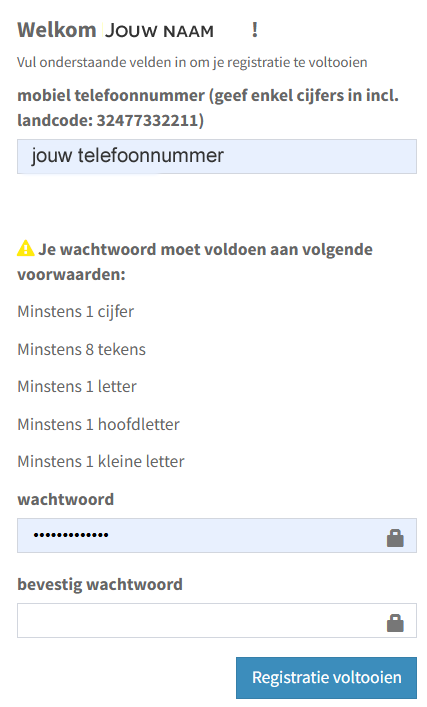 Welkom Jouw naam !
Vul onderstaande velden in om je registratie te voltooien
mobiel telefoonnummer (geef enkel cijfers in incl.
landcode: 32477332211)
jouw telefoonnummer
Je wachtwoord moet voldoen aan volgende
voorwaarden:
Minstens 1 cijfer
Minstens 8 tekens
Minstens 1 letter
Minstens 1 hoofdletter
Minstens 1 kleine letter
wachtwoord
•••••••••••••
bevestig wachtwoord
Registratie voltooien